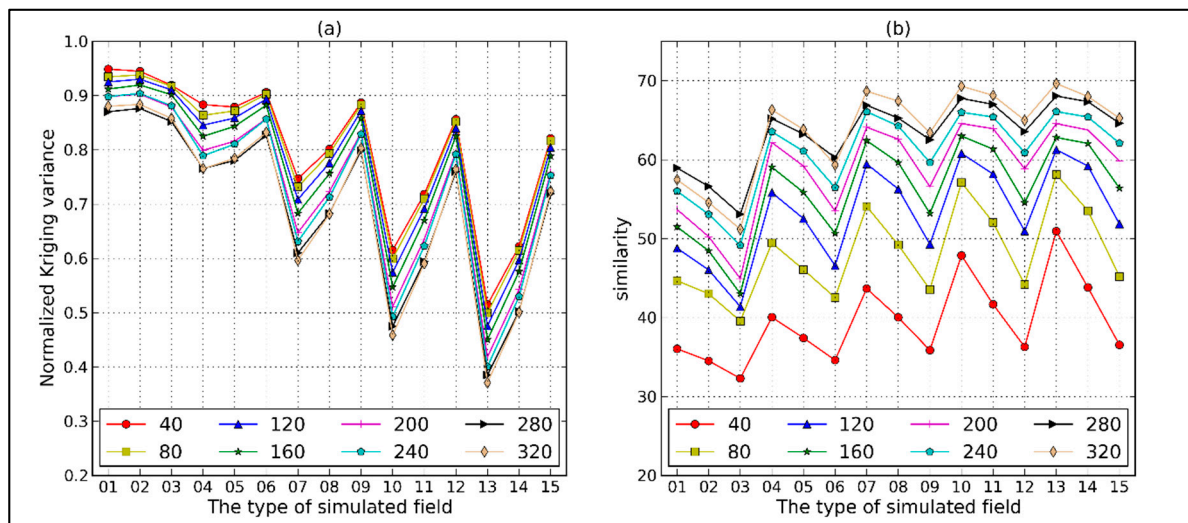 (a)
Normalized Kriging variance
1.0
0.9
0.8
0.7
0.6
0.5
0.4
0.3
0.2
40 120 200 280
80 160 240 320
01 02 03 04 05 06 07 08 09 10 11 12 13 14 15
The type of simulated field
(b)
similarity
70
60
50
40
30
20
40 120 200 280
80 160 240 320
01 02 03 04 05 06 07 08 09 10 11 12 13 14 15
The type of simulated field